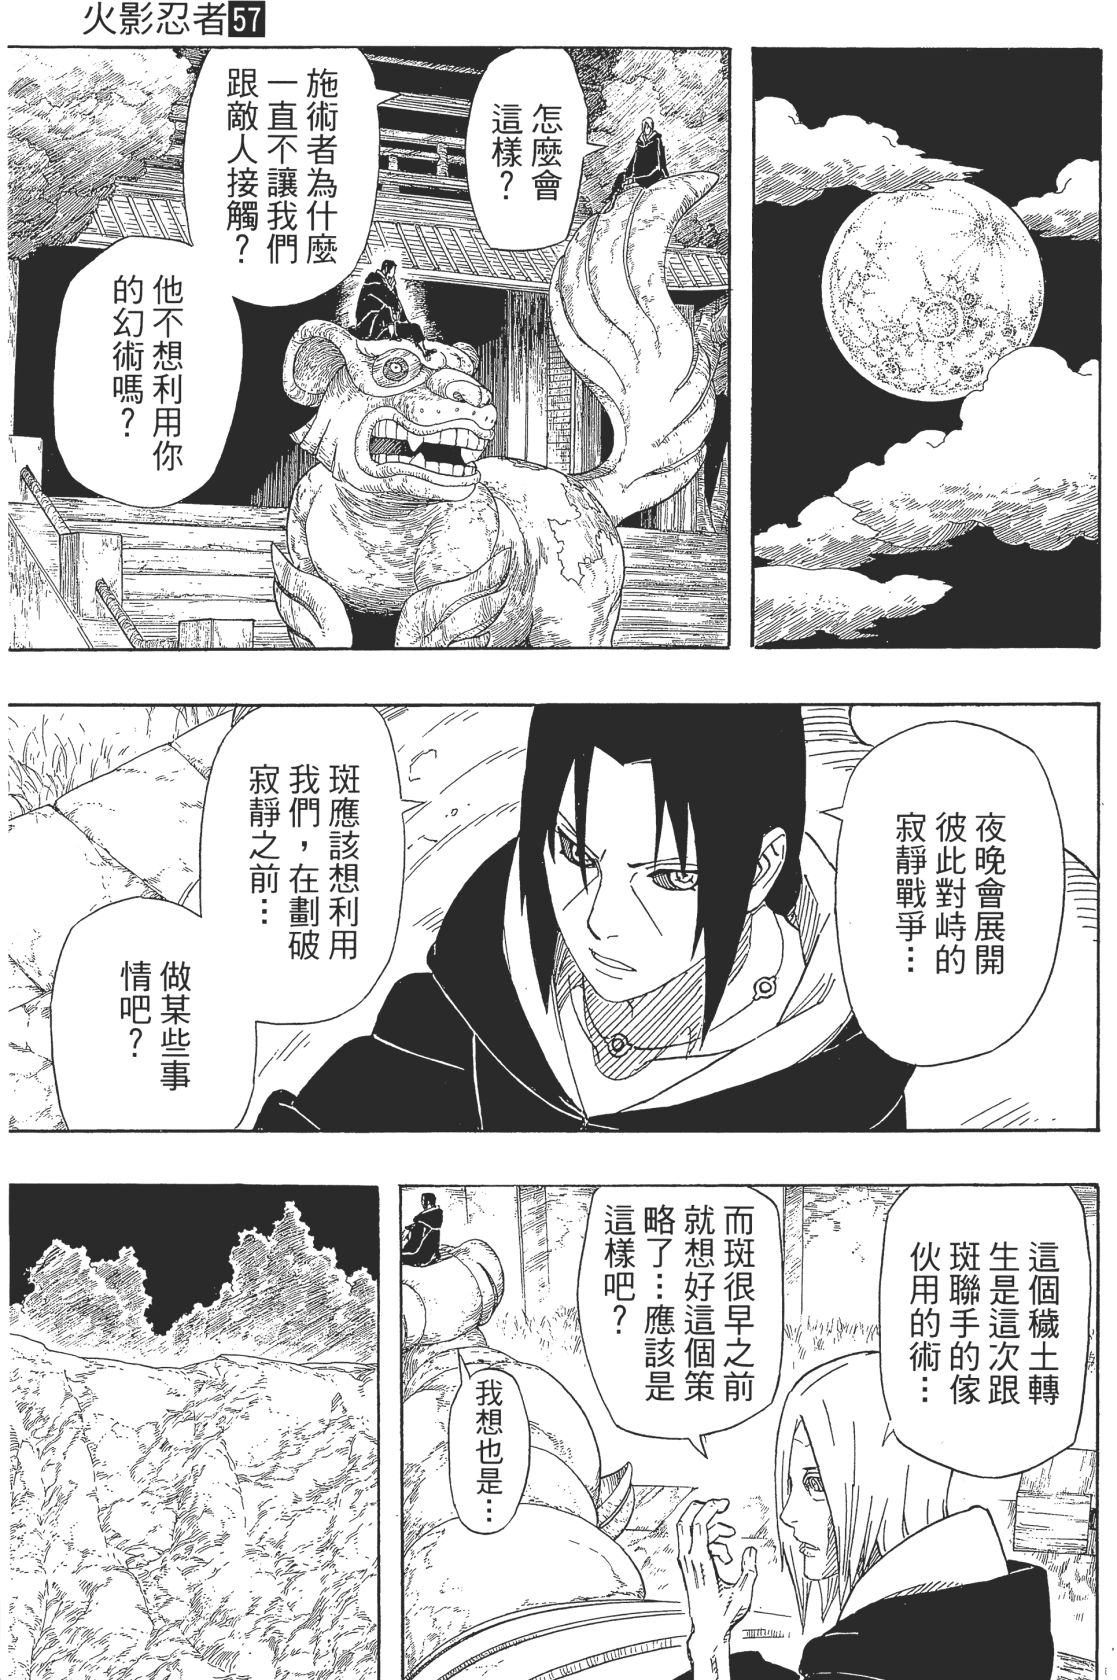 火影忍者57
怎麼會
這樣？
施術者為什麼
一直不讓我們
跟敵人接觸？
他不想利用你
的幻術嗎？
夜晚會展開
彼此對峙的
寂靜戰爭…
斑應該想利用
我們，在劃破
寂靜之前…
做某些事
情吧？
這個穢土轉
生是這次跟
斑聯手的傢
伙用的術…
而斑很早之前
就想好這個策
略了…應該是
這樣吧？
我想也是…